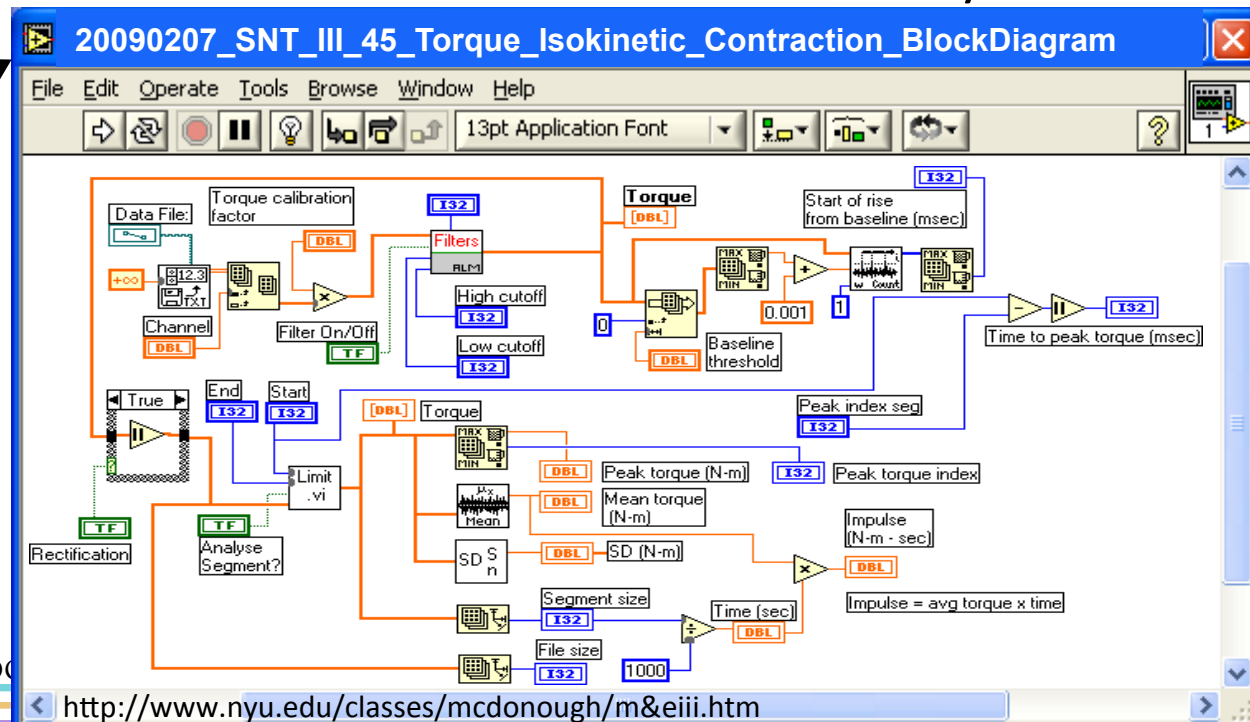 20090207_SNT_III_45_Torque_Isokinetic_Contraction_BlockDiagram
File Edit Operate Tools Browse Window Help
13pt Application Font
1
I32
Torque calibration
factor
Data File:
DBL
I32
Torque
[DBL]
Start of rise
from baseline (msec)
+∞
12.3
TXT
×
Filters
ALM
MAX
MIN
+
w Count
MAX
MIN
Channel
DBL
Filter On/Off
TF
High cutoff
I32
Low cutoff
I32
0
0.001
1
DBL
Baseline
threshold
-
I32
Time to peak torque (msec)
True
?
End
I32
Start
I32
[DBL] Torque
Peak index seg
I32
Limit
.vi
MAX
MIN
DBL
Peak torque (N-m)
I32
Peak torque index
μx
Mean
DBL
Mean torque
(N-m)
TF
Rectification
TF
Analyse
Segment?
SD S
n
DBL
SD (N-m)
×
Impulse
(N-m - sec)
DBL
Impulse = avg torque x time
Segment size
I32
÷
Time (sec)
DBL
File size
I32
1000
http://www.nyu.edu/classes/mcdonough/m&eiii.htm